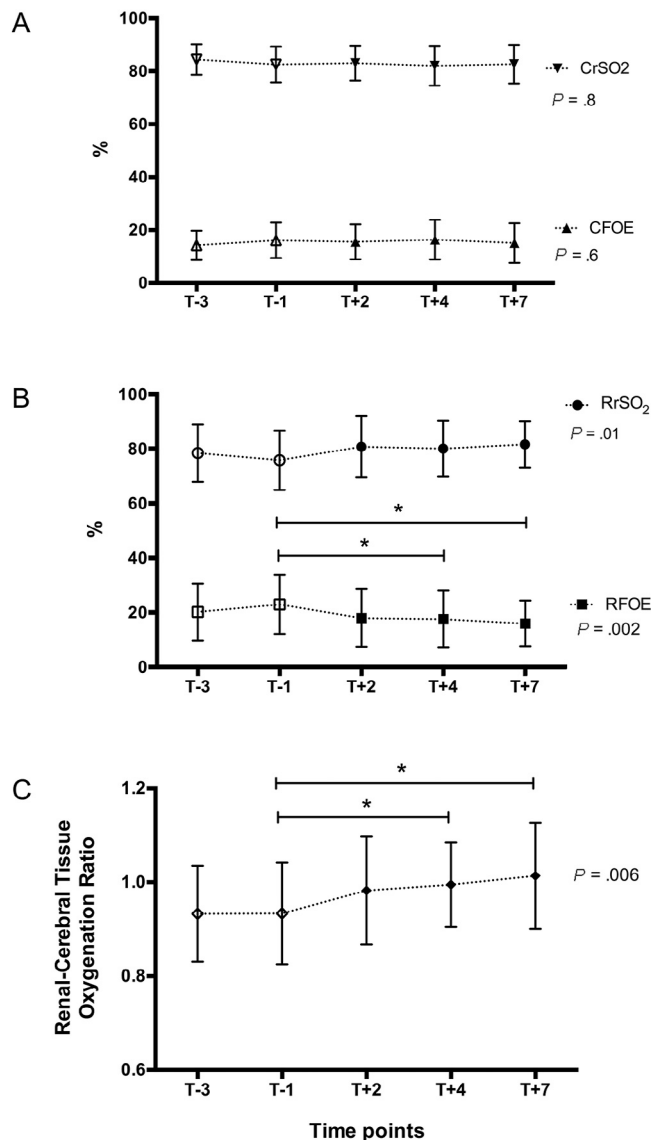 A
100
80
60
40
20
0
%
T-3 T-1 T+2 T+4 T+7
CrSO2
P = .8
CFOE
P = .6
B
100
80
60
40
20
0
%
T-3 T-1 T+2 T+4 T+7
*
*
RrSO₂
P = .01
RFOE
P = .002
C
Renal-Cerebral Tissue
Oxygenation Ratio
1.2
1.0
0.8
0.6
*
*
P = .006
T-3 T-1 T+2 T+4 T+7
Time points